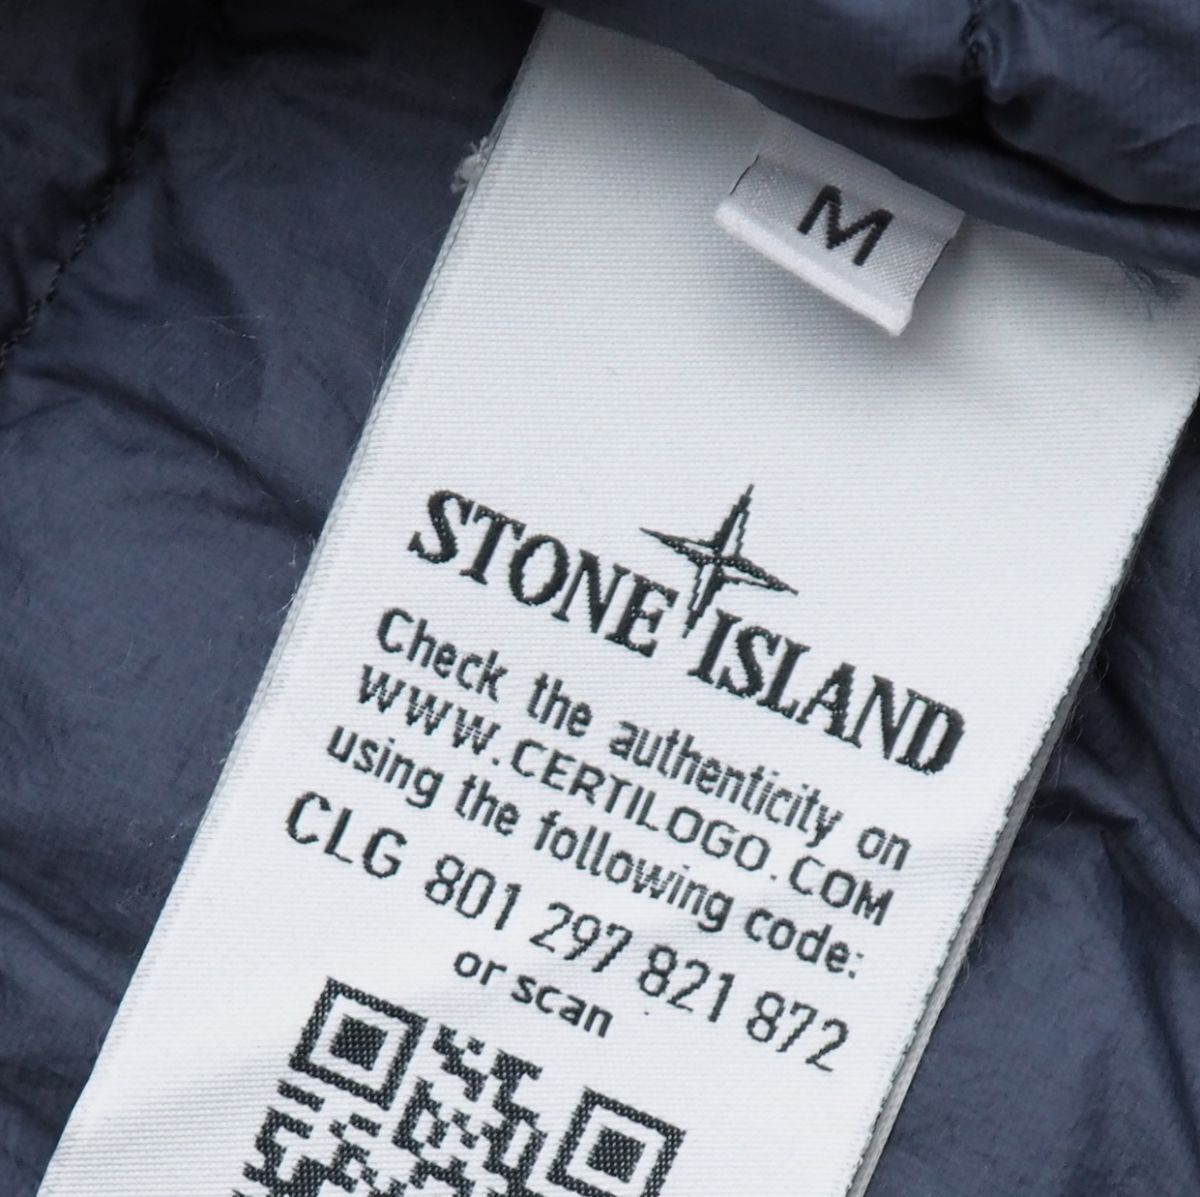 M
STONE ISLAND
Check the authenticity on
WWW.CERTILOGO.COM
using the following code:
CLG 801 297 821 872
or scan